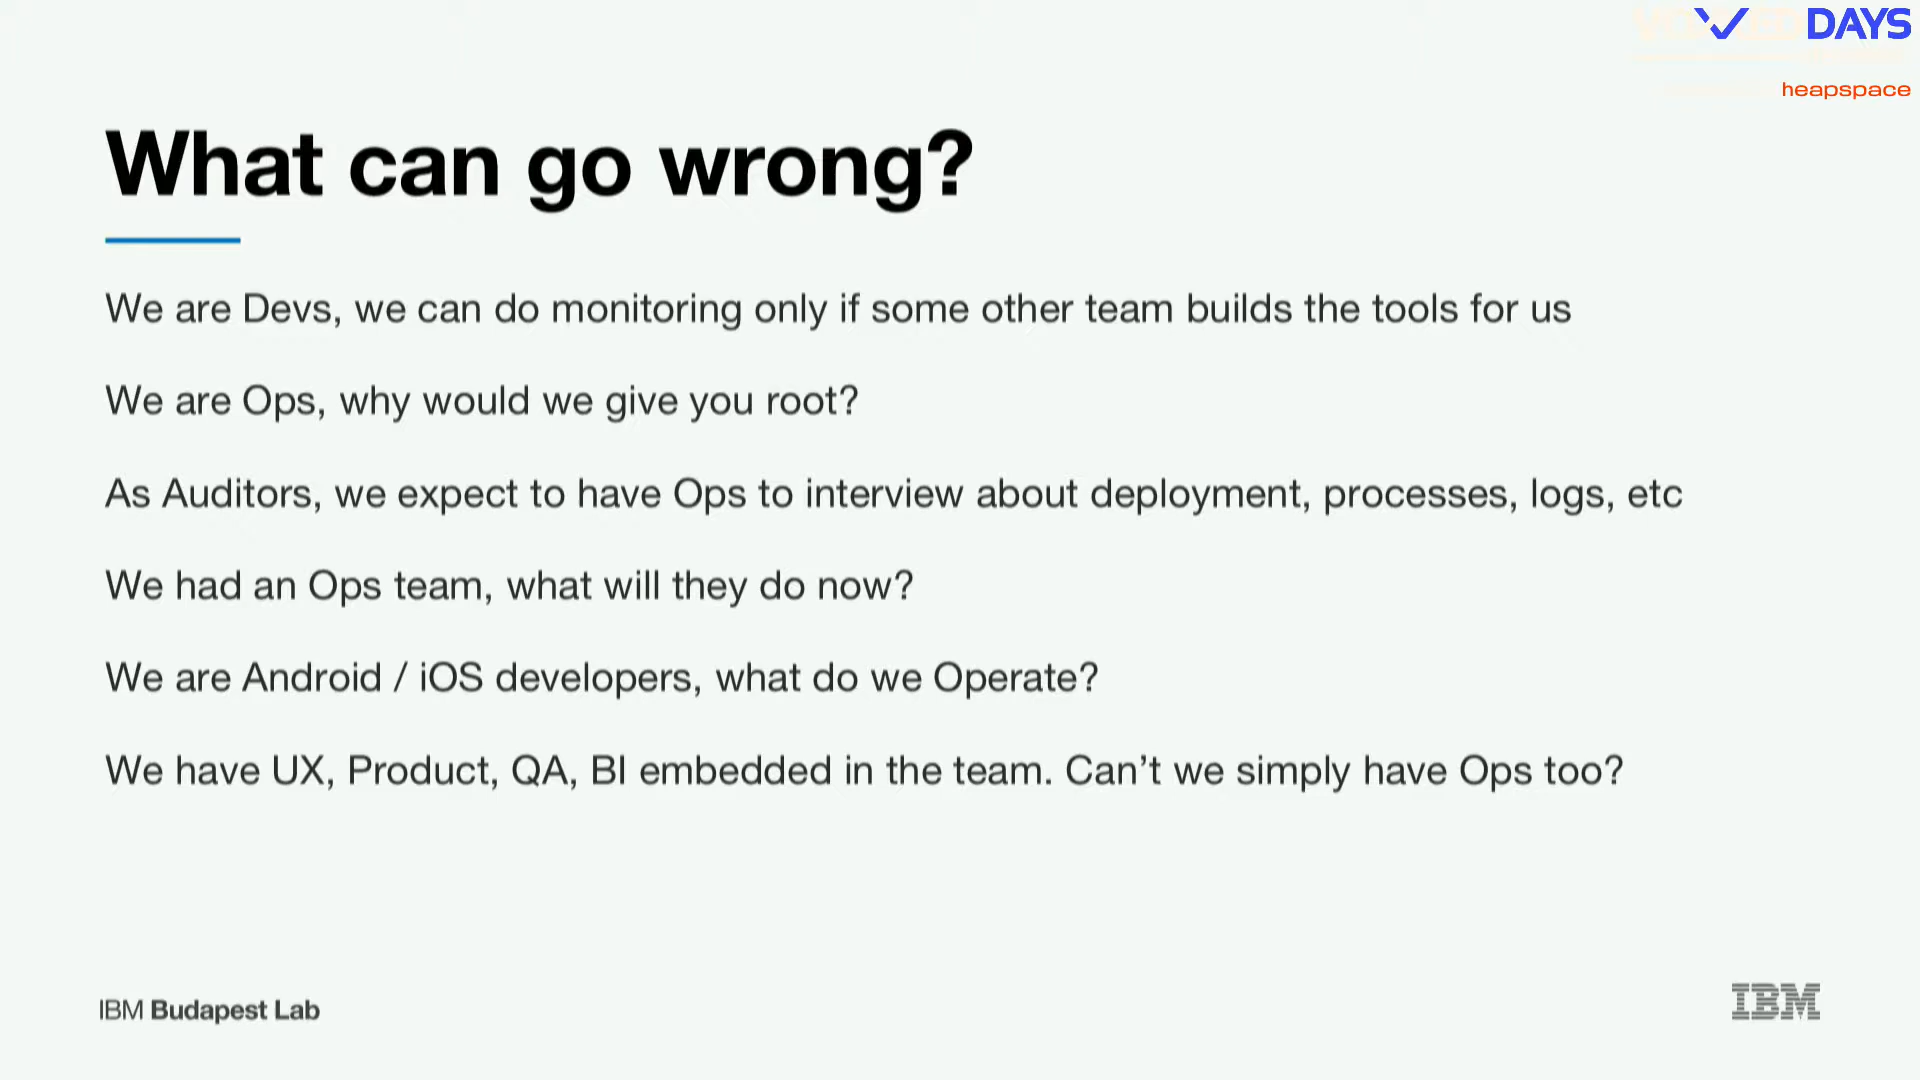 DAYS
heapspace
What can go wrong?
We are Devs, we can do monitoring only if some other team builds the tools for us
We are Ops, why would we give you root?
As Auditors, we expect to have Ops to interview about deployment, processes, logs, etc
We had an Ops team, what will they do now?
We are Android / iOS developers, what do we Operate?
We have UX, Product, QA, BI embedded in the team. Can’t we simply have Ops too?
IBM Budapest Lab
IBM